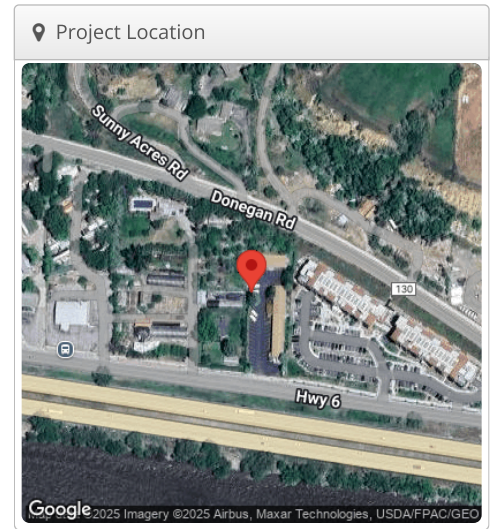 Project Location
Sunny Acres Rd
Donegan Rd
130
Hwy 6
Google
©2025 Imagery ©2025 Airbus, Maxar Technologies, USDA/FPAC/GEO